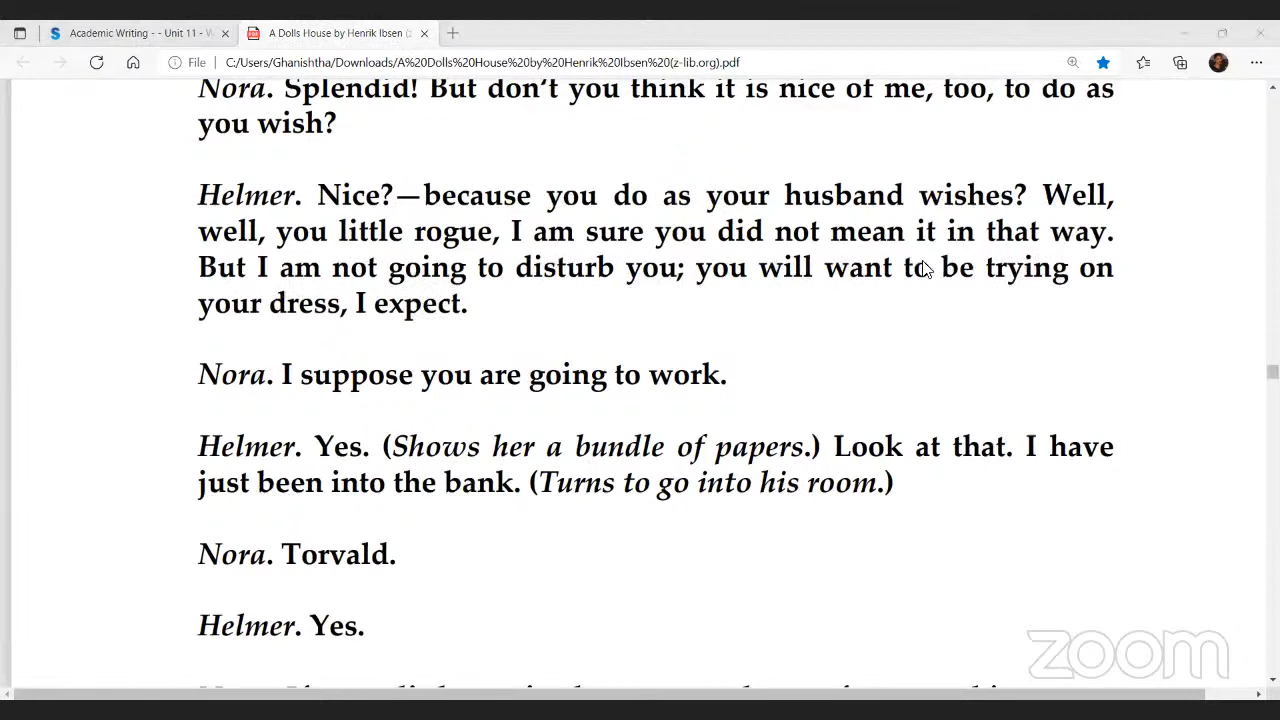 Academic Writing - - Unit 11 - W
A Dolls House by Henrik Ibsen (z
File C:/Users/Ghanishtha/Downloads/A%20Dolls%20House%20by%20Henrik%20Ibsen%20(z-lib.org).pdf
Nora. Splendid! But don't you think it is nice of me, too, to do as
you wish?
Helmer. Nice?—because you do as your husband wishes? Well,
well, you little rogue, I am sure you did not mean it in that way.
But I am not going to disturb you; you will want to be trying on
your dress, I expect.
Nora. I suppose you are going to work.
Helmer. Yes. (Shows her a bundle of papers.) Look at that. I have
just been into the bank. (Turns to go into his room.)
Nora. Torvald.
Helmer. Yes.
zoom